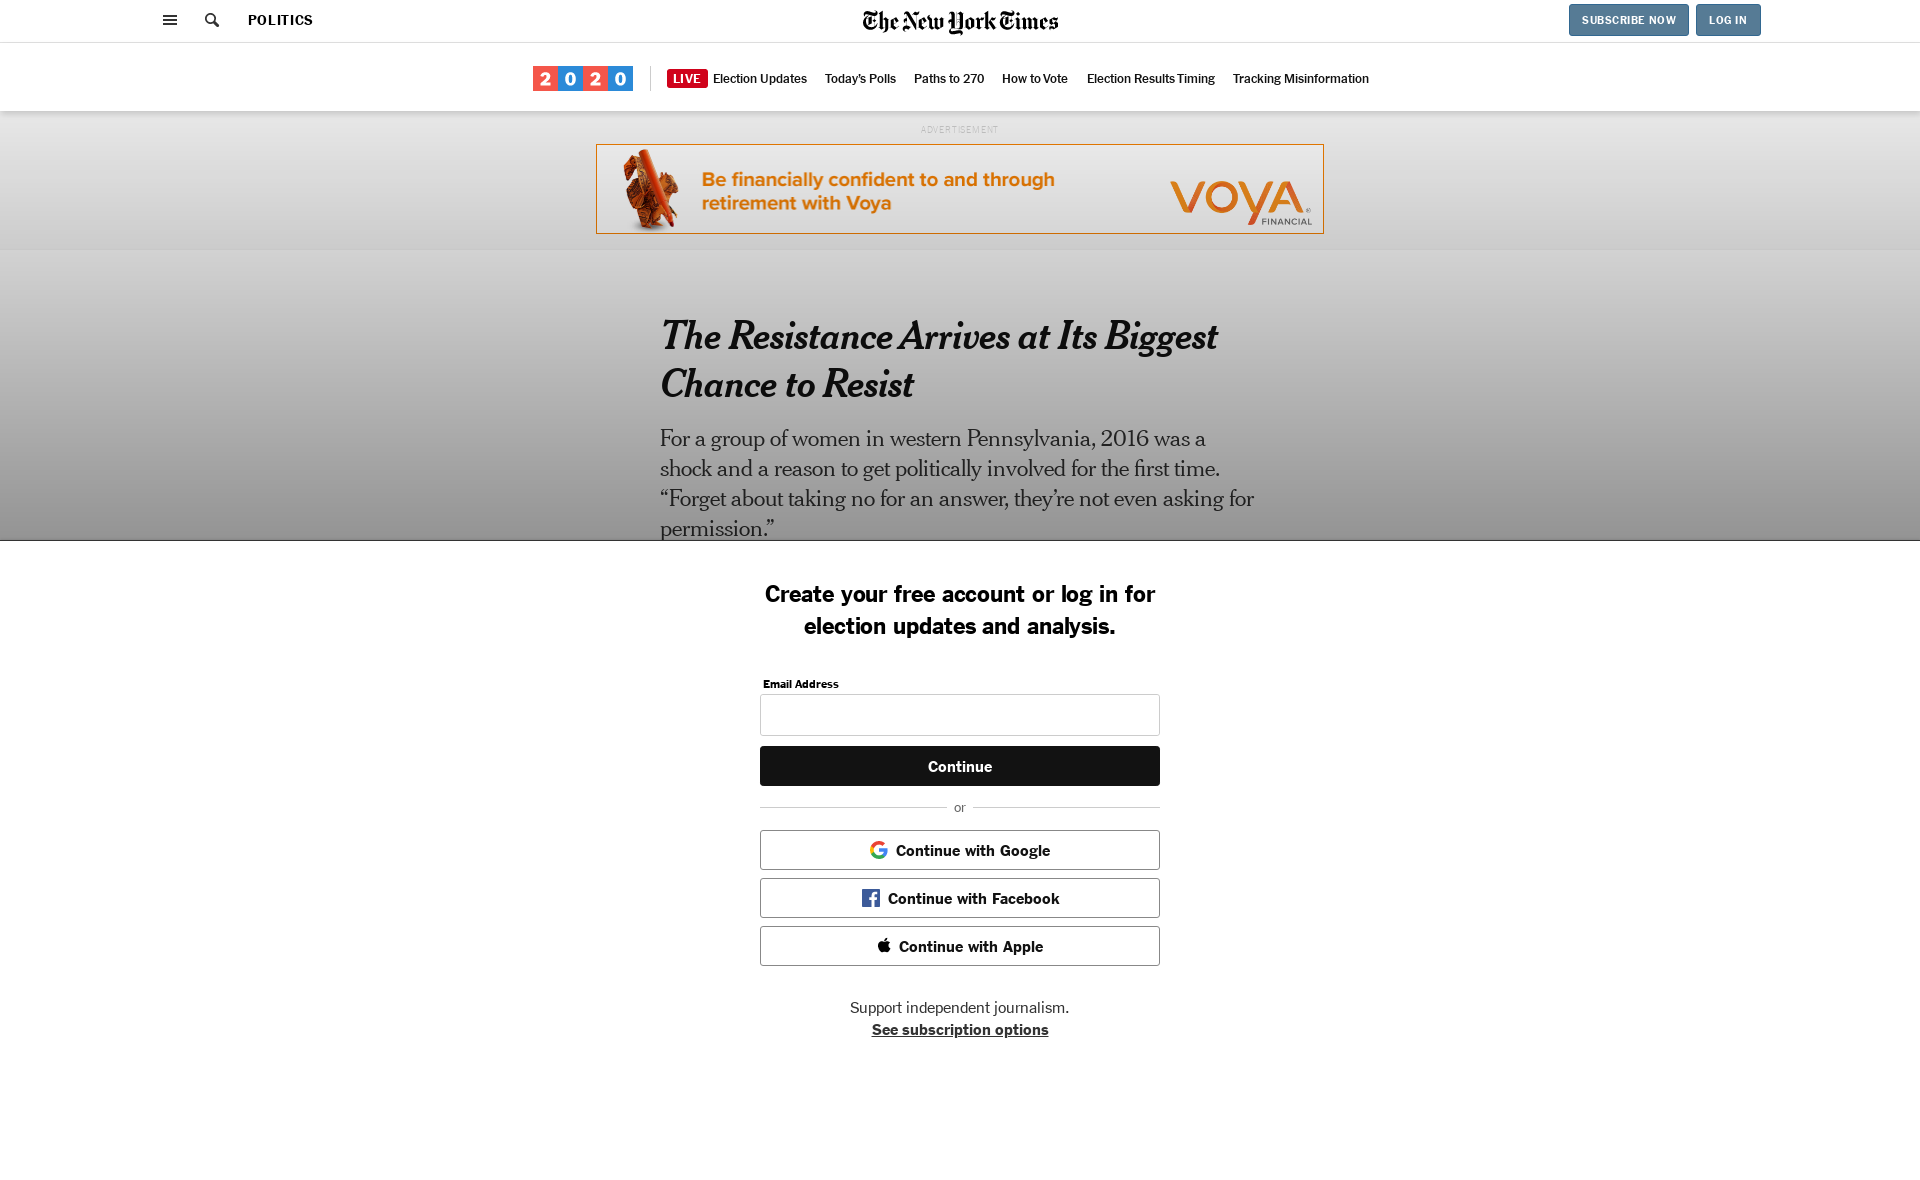 POLITICS
The New York Times
SUBSCRIBE NOW
LOG IN
2020
LIVE Election Updates
Today's Polls
Paths to 270
How to Vote
Election Results Timing
Tracking Misinformation
ADVERTISEMENT
Be financially confident to and through
retirement with Voya
VOYA
FINANCIAL
The Resistance Arrives at Its Biggest
Chance to Resist
For a group of women in western Pennsylvania, 2016 was a
shock and a reason to get politically involved for the first time.
“Forget about taking no for an answer, they’re not even asking for
permission.”
Create your free account or log in for
election updates and analysis.
Email Address
Continue
or
Continue with Google
Continue with Facebook
Continue with Apple
Support independent journalism.
See subscription options